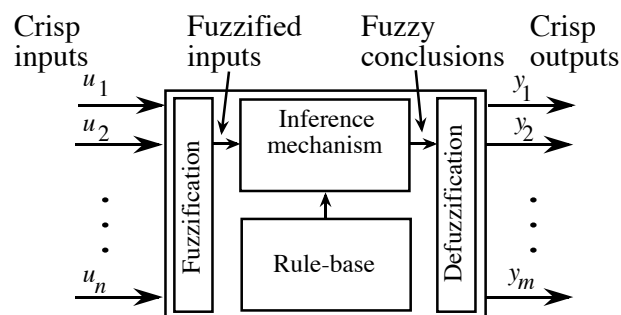 Crisp
inputs
Fuzzified
inputs
Fuzzy
conclusions
Crisp
outputs
u1
u2
un
Fuzzification
Inference
mechanism
Rule-base
Defuzzification
y1
y2
ym